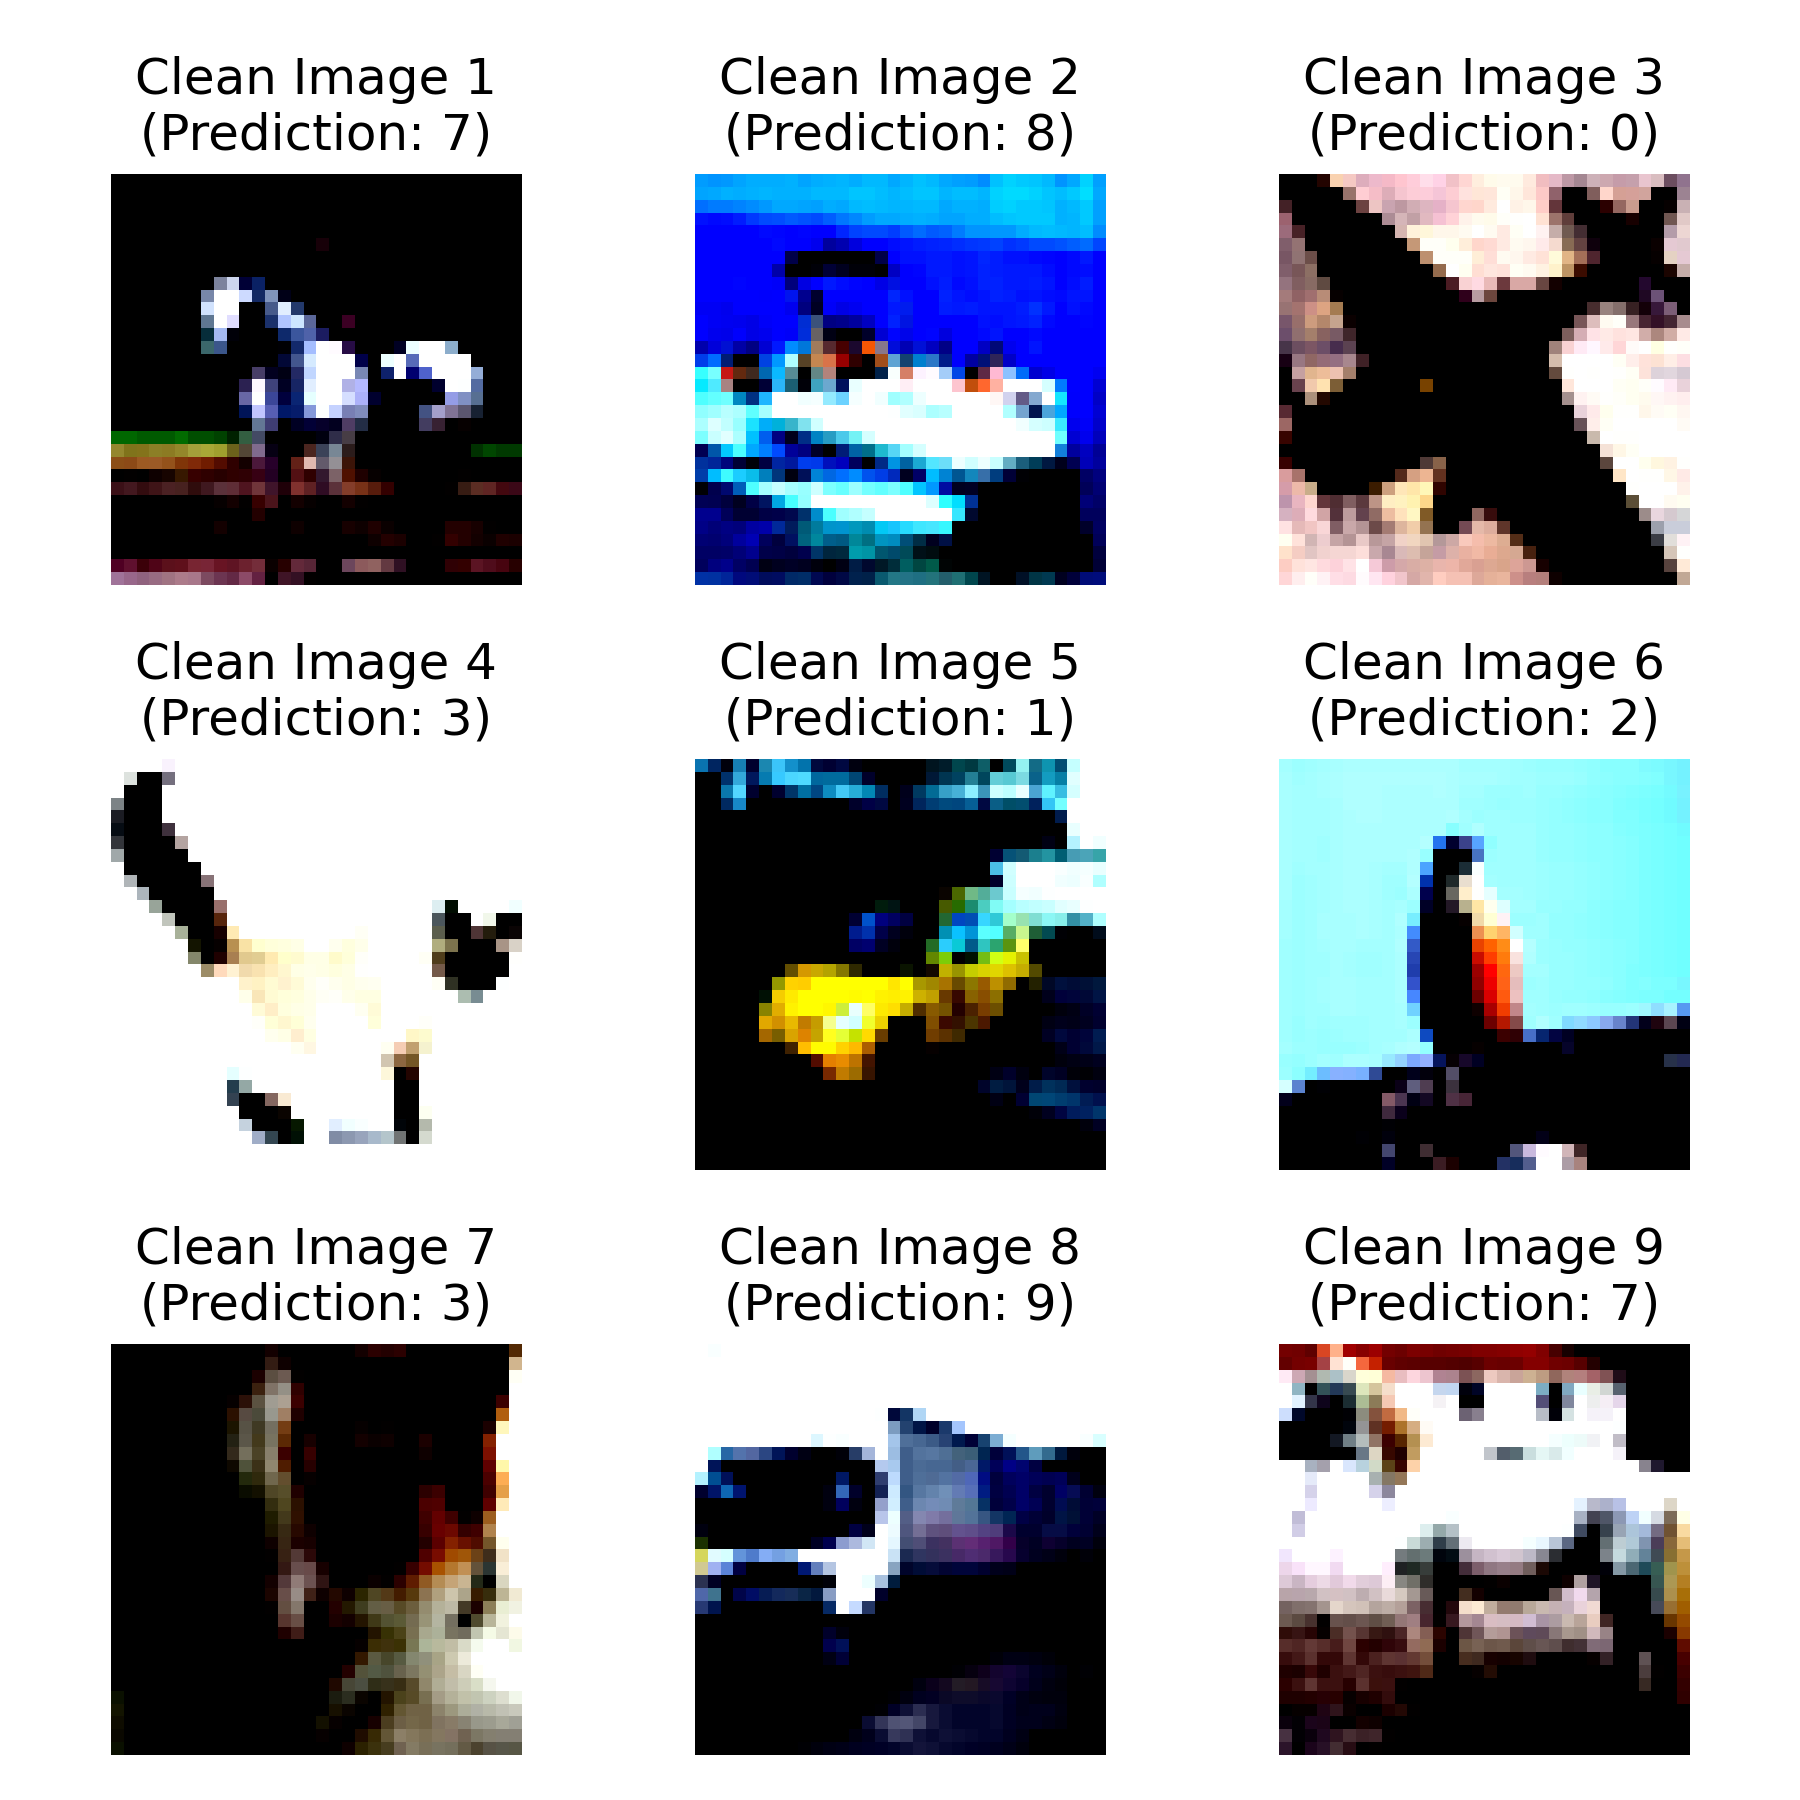 Clean Image 1
(Prediction: 7)
Clean Image 2
(Prediction: 8)
Clean Image 3
(Prediction: 0)
Clean Image 4
(Prediction: 3)
Clean Image 5
(Prediction: 1)
Clean Image 6
(Prediction: 2)
Clean Image 7
(Prediction: 3)
Clean Image 8
(Prediction: 9)
Clean Image 9
(Prediction: 7)